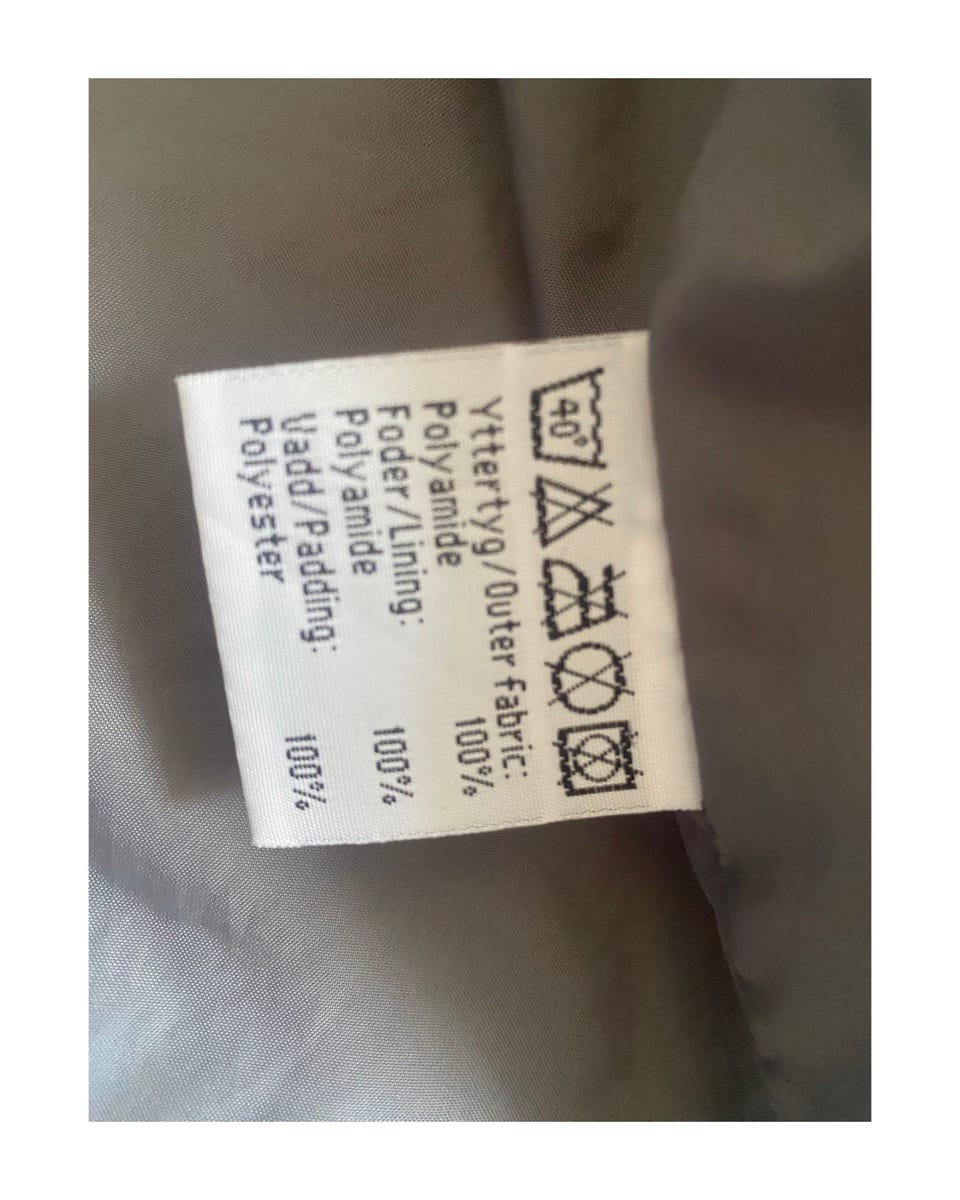 40°
Yttertyg/Outer fabric:
Polyamide 100%
Foder/Lining:
Polyamide 100%
Vadd/Padding:
Polyester 100%